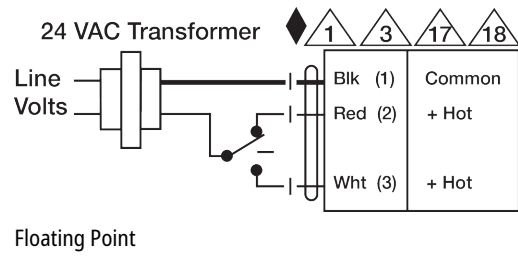 24 VAC Transformer
1 3 17 18
Line
Volts
Blk (1) Common
Red (2) + Hot
Wht (3) + Hot
Floating Point